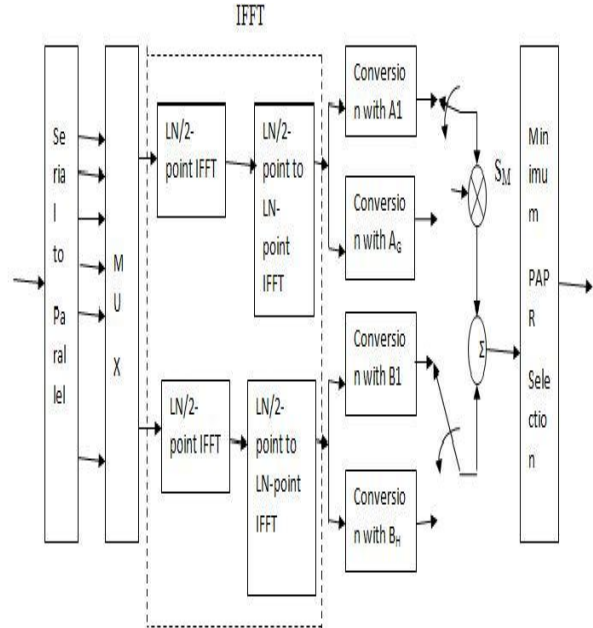 IFFT
Se
ria
l
to
Pa
ral
lel
M
U
X
LN/2-
point IFFT
LN/2-
point to
LN-
point
IFFT
Conversio
n with A1
Conversio
n with AG
SM
LN/2-
point IFFT
LN/2-
point to
LN-point
IFFT
Conversio
n with B1
Conversio
n with BH
Σ
Min
imu
m
PAP
R
Sele
ctio
n